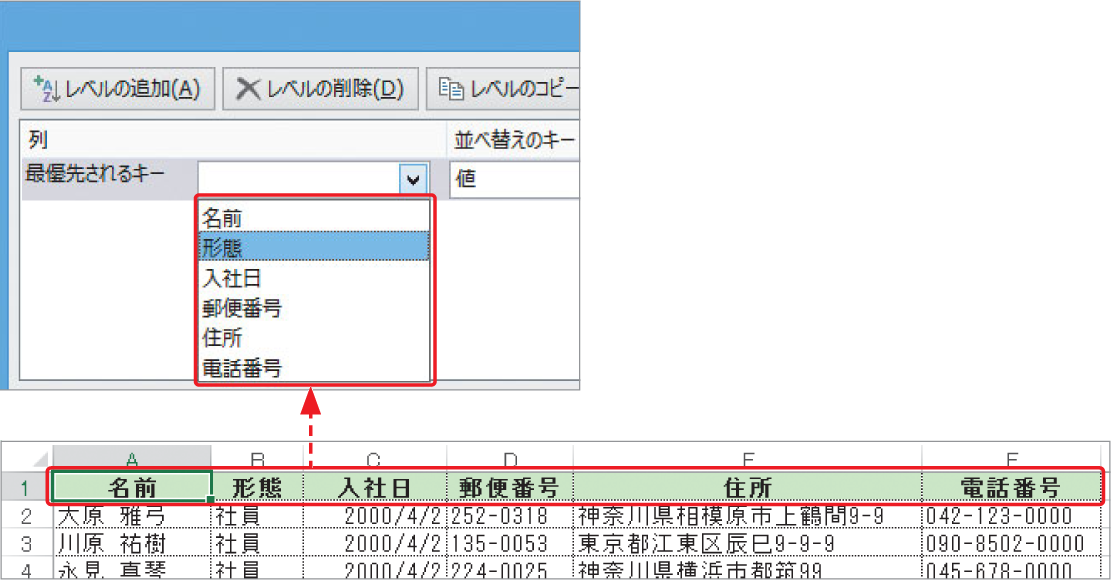 レベルの追加(A) レベルの削除(D) レベルのコピー
列 並べ替えのキー
最優先されるキー 値
名前
形態
入社日
郵便番号
住所
電話番号
A B C D E F
1 名前 形態 入社日 郵便番号 住所 電話番号
2 大原 雅弓 社員 2000/4/2 252-0318 神奈川県相模原市上鶴間9-9 042-123-0000
3 川原 祐樹 社員 2000/4/2 135-0053 東京都江東区辰巳9-9-9 090-8502-0000
4 永見 真琴 社員 2000/4/2 224-0025 神奈川県横浜市都筑99 045-678-0000